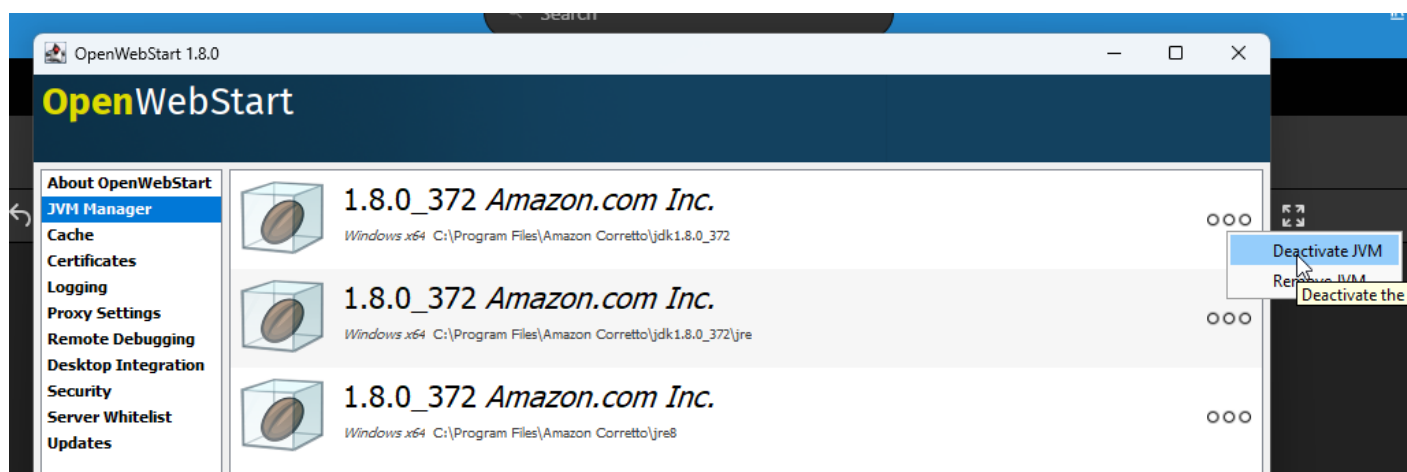 Search
OpenWebStart 1.8.0
OpenWebStart
About OpenWebStart
JVM Manager
Cache
Certificates
Logging
Proxy Settings
Remote Debugging
Desktop Integration
Security
Server Whitelist
Updates
1.8.0_372 Amazon.com Inc.
Windows x64 C:\Program Files\Amazon Corretto\jdk1.8.0_372
1.8.0_372 Amazon.com Inc.
Windows x64 C:\Program Files\Amazon Corretto\jdk1.8.0_372\jre
1.8.0_372 Amazon.com Inc.
Windows x64 C:\Program Files\Amazon Corretto\jre8
Deactivate JVM
Remove JVM
Deactivate the